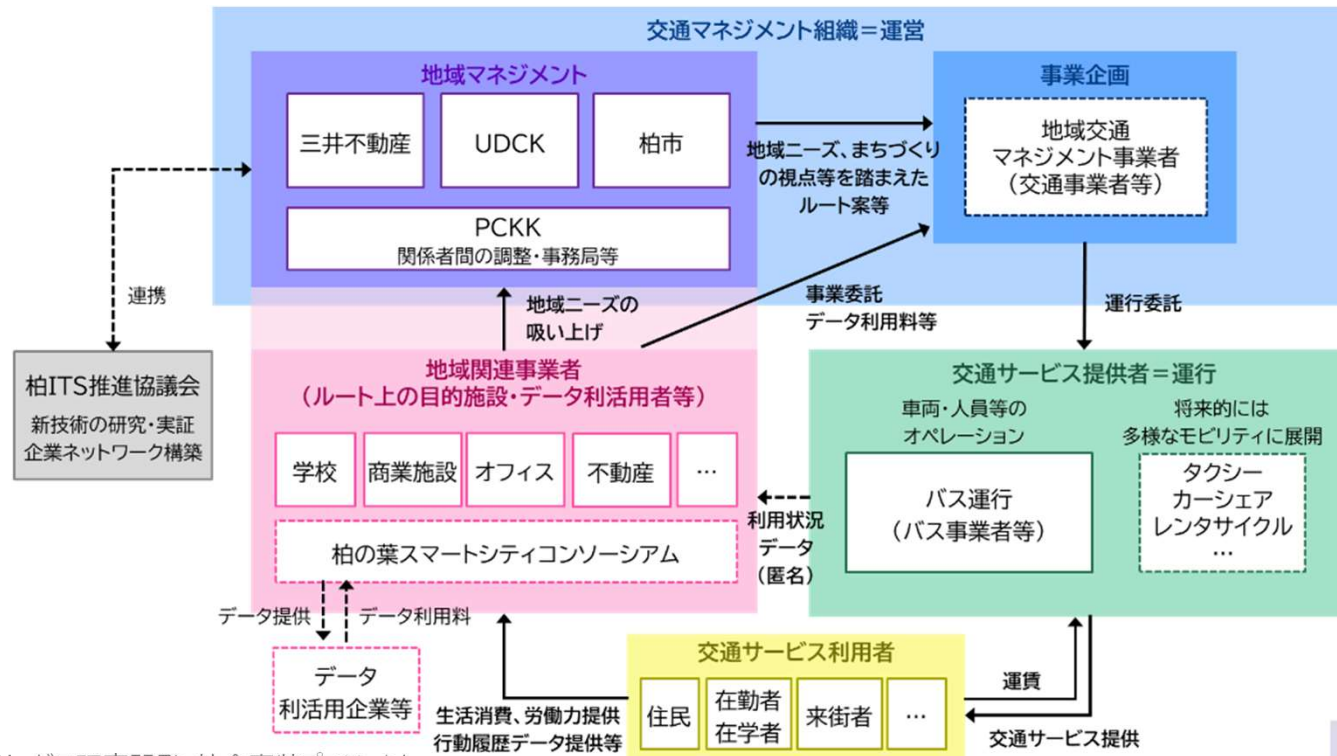 交通マネジメント組織＝運営
地域マネジメント
三井不動産
UDCK
柏市
PCKK
関係者間の調整・事務局等
地域ニーズ、まちづくり
の視点等を踏まえた
ルート案等
事業企画
地域交通
マネジメント事業者
（交通事業者等）
連携
地域ニーズの
吸い上げ
事業委託
データ利用料等
運行委託
柏ITS推進協議会
新技術の研究・実証
企業ネットワーク構築
地域関連事業者
（ルート上の目的施設・データ利活用者等）
学校
商業施設
オフィス
不動産
…
柏の葉スマートシティコンソーシアム
利用状況
データ
（匿名）
交通サービス提供者＝運行
車両・人員等の
オペレーション
バス運行
（バス事業者等）
将来的には
多様なモビリティに展開
タクシー
カーシェア
レンタサイクル
…
データ提供
データ利用料
データ
利活用企業等
生活消費、労働力提供
行動履歴データ提供等
交通サービス利用者
住民
在勤者
在学者
来街者
…
運賃
交通サービス提供